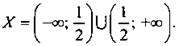 X = (-∞; 1/2) ⋃ (1/2; +∞).